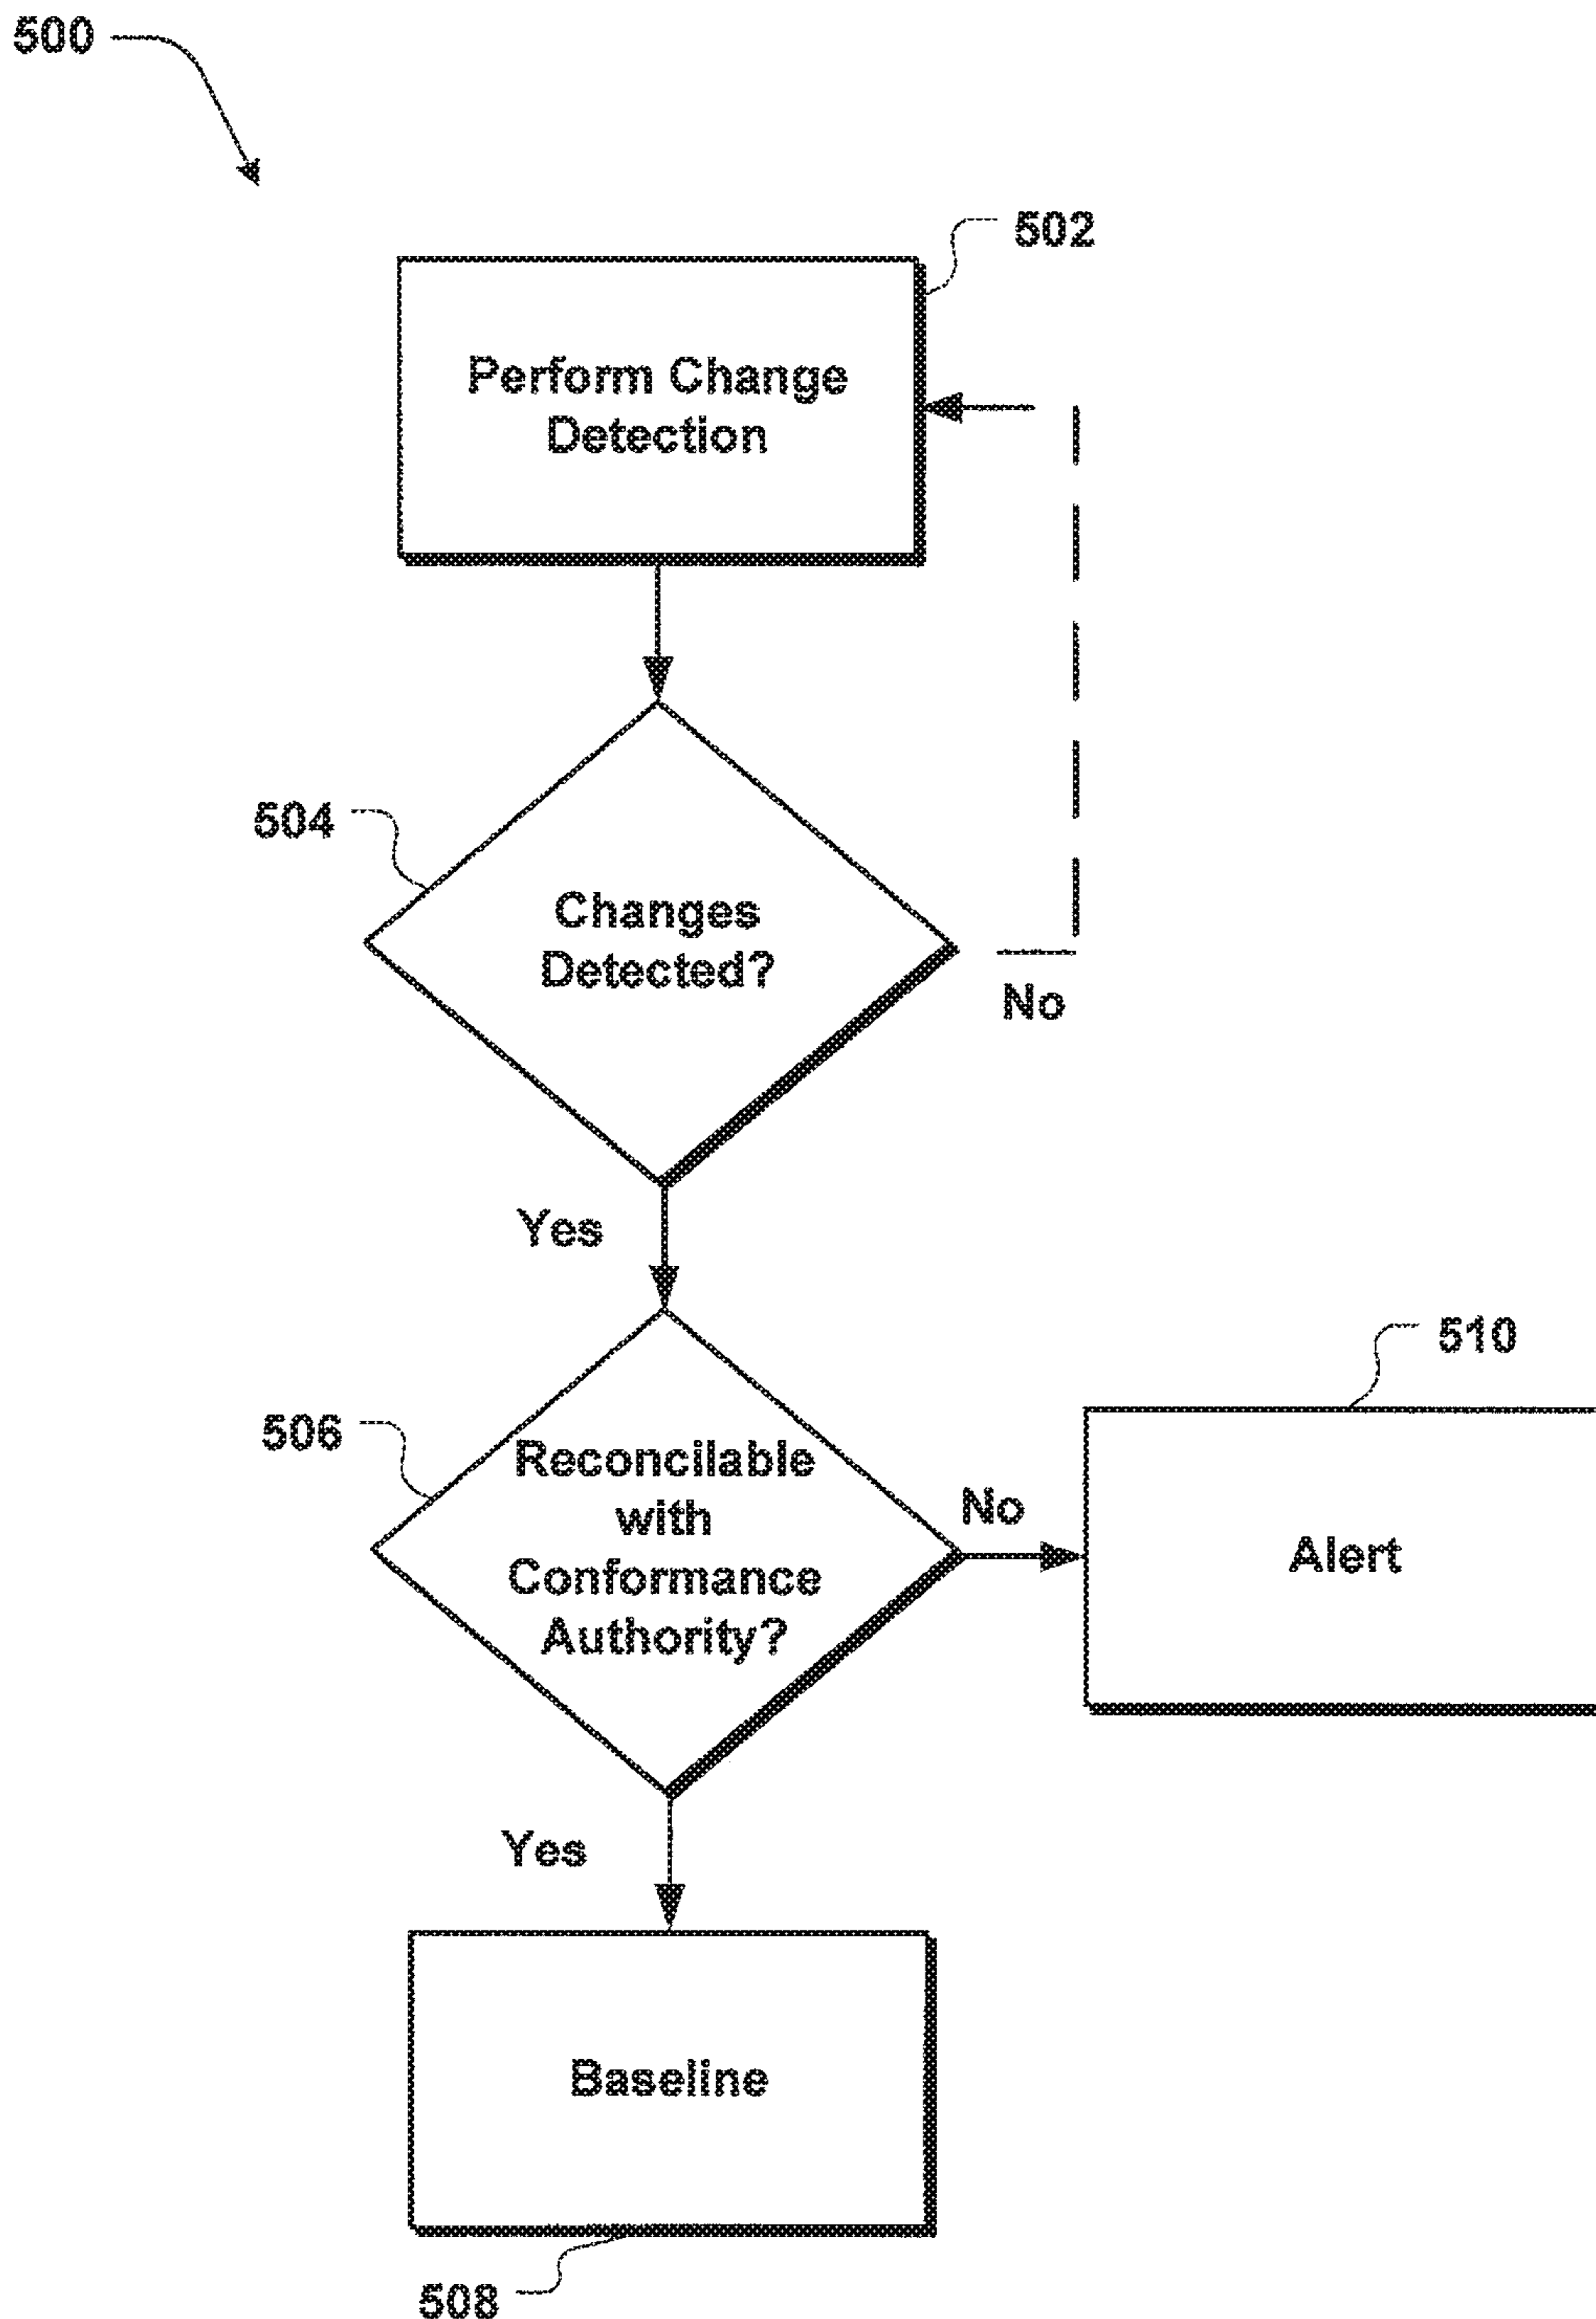 500
502
Perform Change
Detection
504
Changes
Detected?
No
Yes
510
506
Reconcilable
with
Conformance
Authority?
No
Alert
Yes
Baseline
508